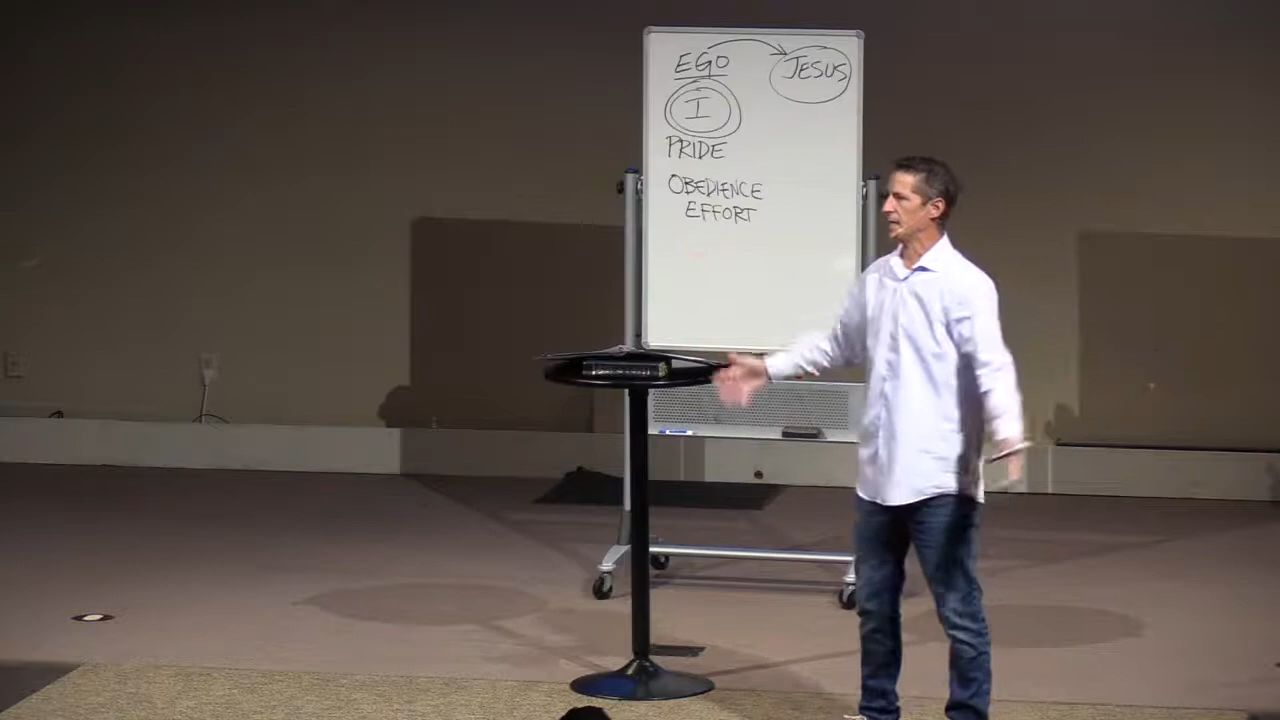 EGO JESUS
I
PRIDE
OBEDIENCE
EFFORT